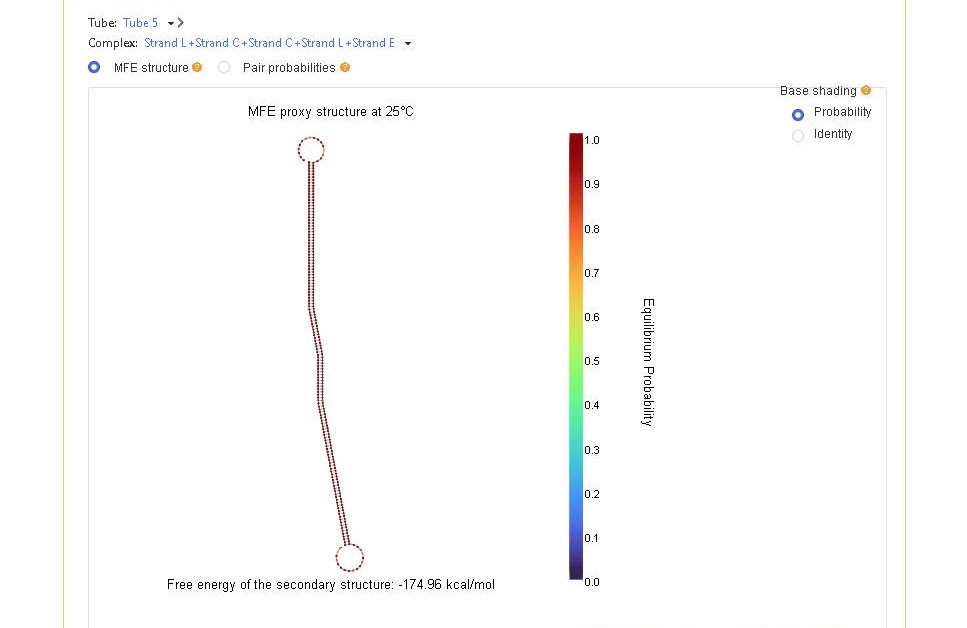 Tube: Tube 5
Complex: Strand L+Strand C+Strand C+Strand L+Strand E
MFE structure ? Pair probabilities ?
Base shading ?
Probability
Identity
MFE proxy structure at 25°C
1.0
0.9
0.8
0.7
0.6
0.5
0.4
0.3
0.2
0.1
0.0
Equilibrium Probability
Free energy of the secondary structure: -174.96 kcal/mol